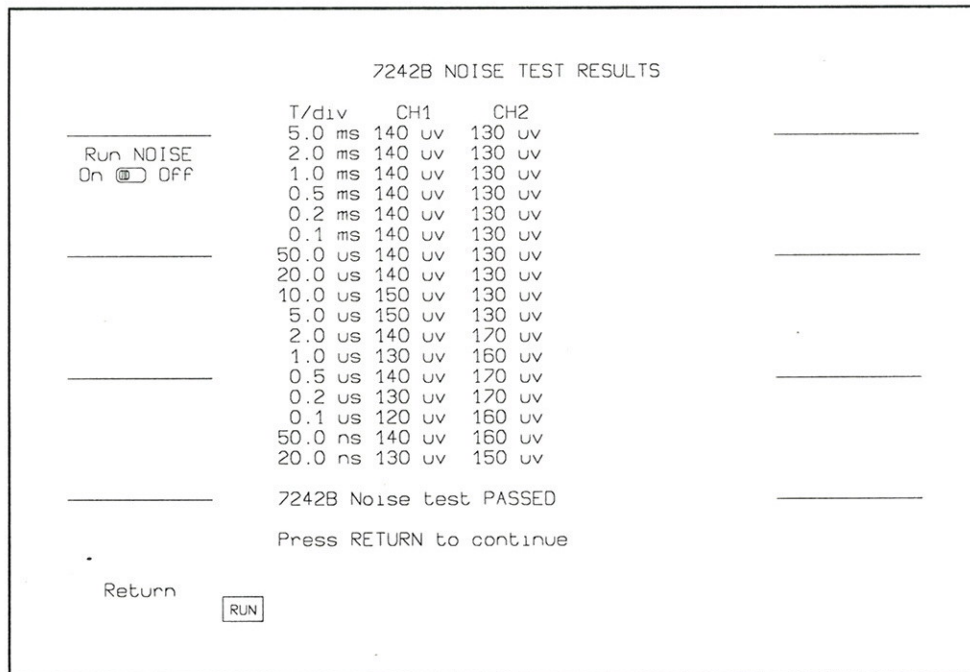 7242B NOISE TEST RESULTS
T/div CH1 CH2
5.0 ms 140 uv 130 uv
2.0 ms 140 uv 130 uv
1.0 ms 140 uv 130 uv
0.5 ms 140 uv 130 uv
0.2 ms 140 uv 130 uv
0.1 ms 140 uv 130 uv
50.0 us 140 uv 130 uv
20.0 us 140 uv 130 uv
10.0 us 150 uv 130 uv
5.0 us 150 uv 130 uv
2.0 us 140 uv 170 uv
1.0 us 130 uv 160 uv
0.5 us 140 uv 170 uv
0.2 us 130 uv 170 uv
0.1 us 120 uv 160 uv
50.0 ns 140 uv 160 uv
20.0 ns 130 uv 150 uv
Run NOISE
On Off
7242B Noise test PASSED
Press RETURN to continue
Return
RUN